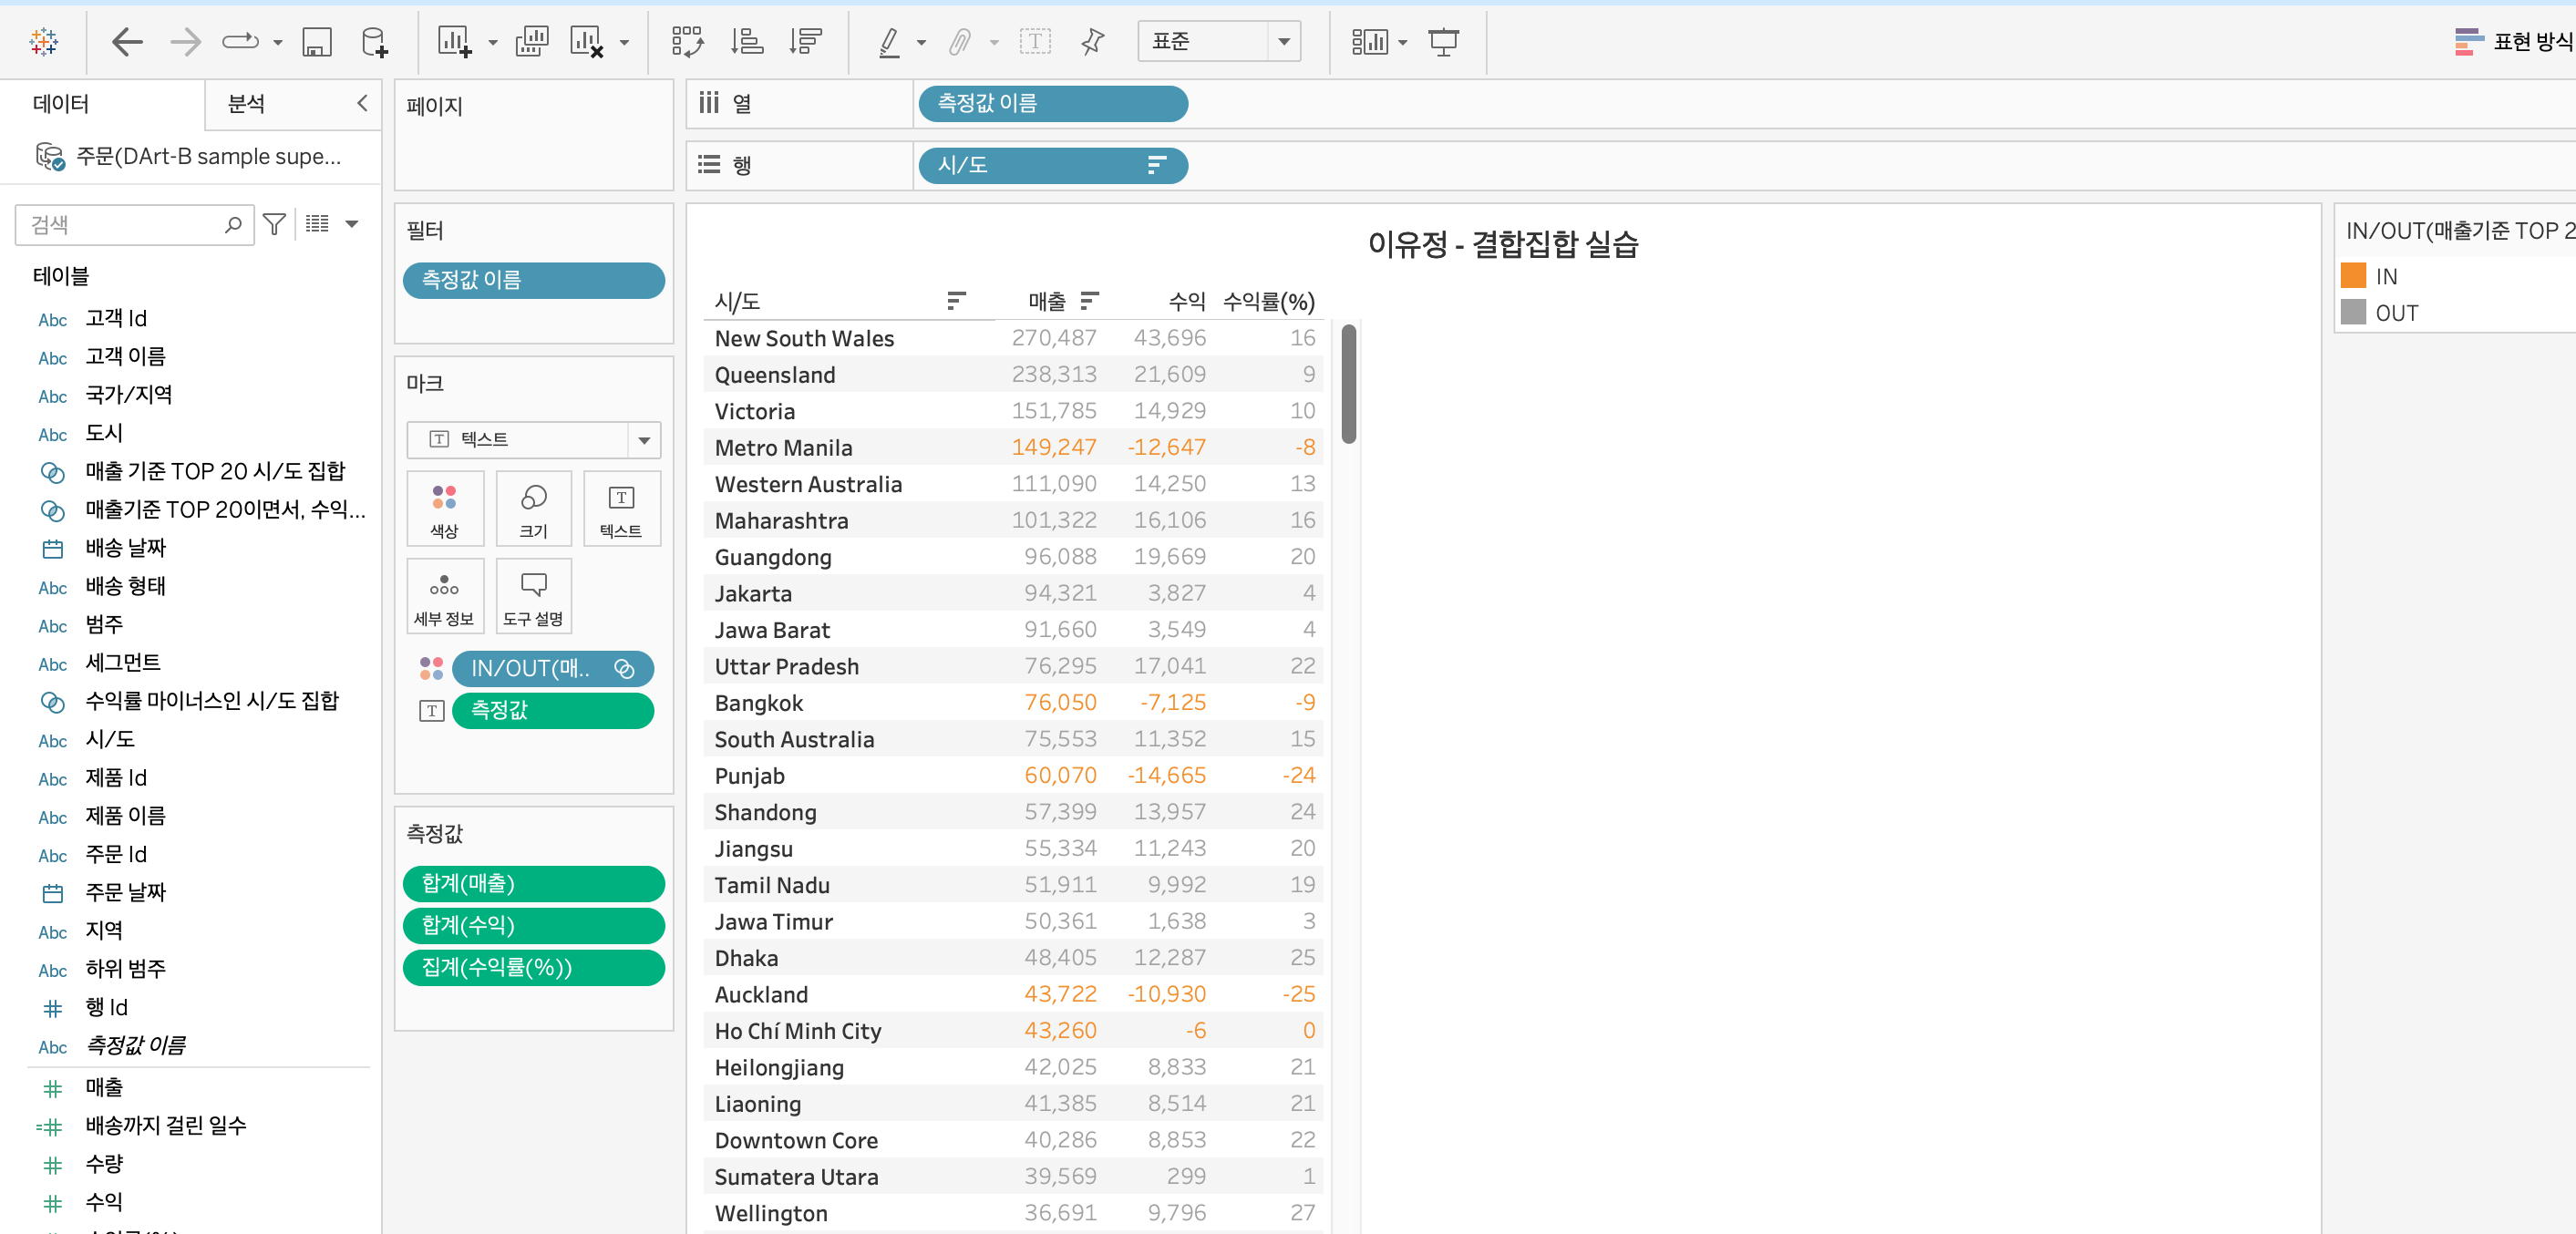 표준
표현 방식
데이터
분석
주문(DArt-B sample supe...
검색
테이블
Abc 고객 Id
Abc 고객 이름
Abc 국가/지역
Abc 도시
매출 기준 TOP 20 시/도 집합
매출기준 TOP 20이면서, 수익...
배송 날짜
Abc 배송 형태
Abc 범주
Abc 세그먼트
수익률 마이너스인 시/도 집합
Abc 시/도
Abc 제품 Id
Abc 제품 이름
Abc 주문 Id
주문 날짜
Abc 지역
Abc 하위 범주
행 Id
Abc 측정값 이름
매출
배송까지 걸린 일수
수량
수익
페이지
필터
측정값 이름
마크
텍스트
색상 크기 텍스트
세부 정보 도구 설명
IN/OUT(매..
측정값
측정값
합계(매출)
합계(수익)
집계(수익률(%))
열 측정값 이름
행 시/도
이유정 - 결합집합 실습
시/도 매출 수익 수익률(%)
New South Wales 270,487 43,696 16
Queensland 238,313 21,609 9
Victoria 151,785 14,929 10
Metro Manila 149,247 -12,647 -8
Western Australia 111,090 14,250 13
Maharashtra 101,322 16,106 16
Guangdong 96,088 19,669 20
Jakarta 94,321 3,827 4
Jawa Barat 91,660 3,549 4
Uttar Pradesh 76,295 17,041 22
Bangkok 76,050 -7,125 -9
South Australia 75,553 11,352 15
Punjab 60,070 -14,665 -24
Shandong 57,399 13,957 24
Jiangsu 55,334 11,243 20
Tamil Nadu 51,911 9,992 19
Jawa Timur 50,361 1,638 3
Dhaka 48,405 12,287 25
Auckland 43,722 -10,930 -25
Ho Chí Minh City 43,260 -6 0
Heilongjiang 42,025 8,833 21
Liaoning 41,385 8,514 21
Downtown Core 40,286 8,853 22
Sumatera Utara 39,569 299 1
Wellington 36,691 9,796 27
IN/OUT(매출기준 TOP 2
IN
OUT